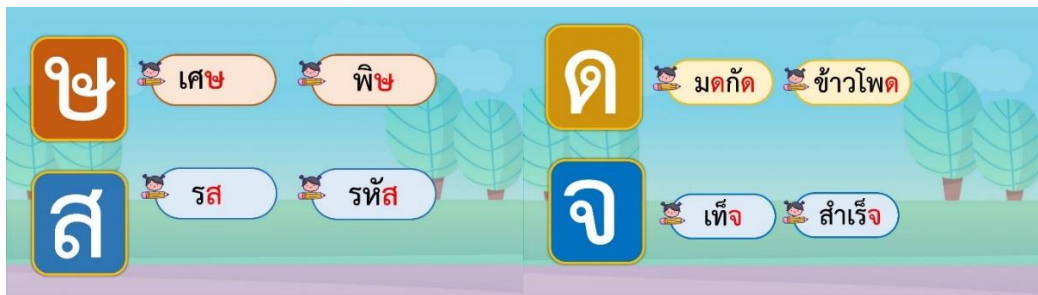 ษ
เศษ
พิษ
ส
รส
รหัส
ด
มดกัด
ข้าวโพด
จ
เท็จ
สำเร็จ